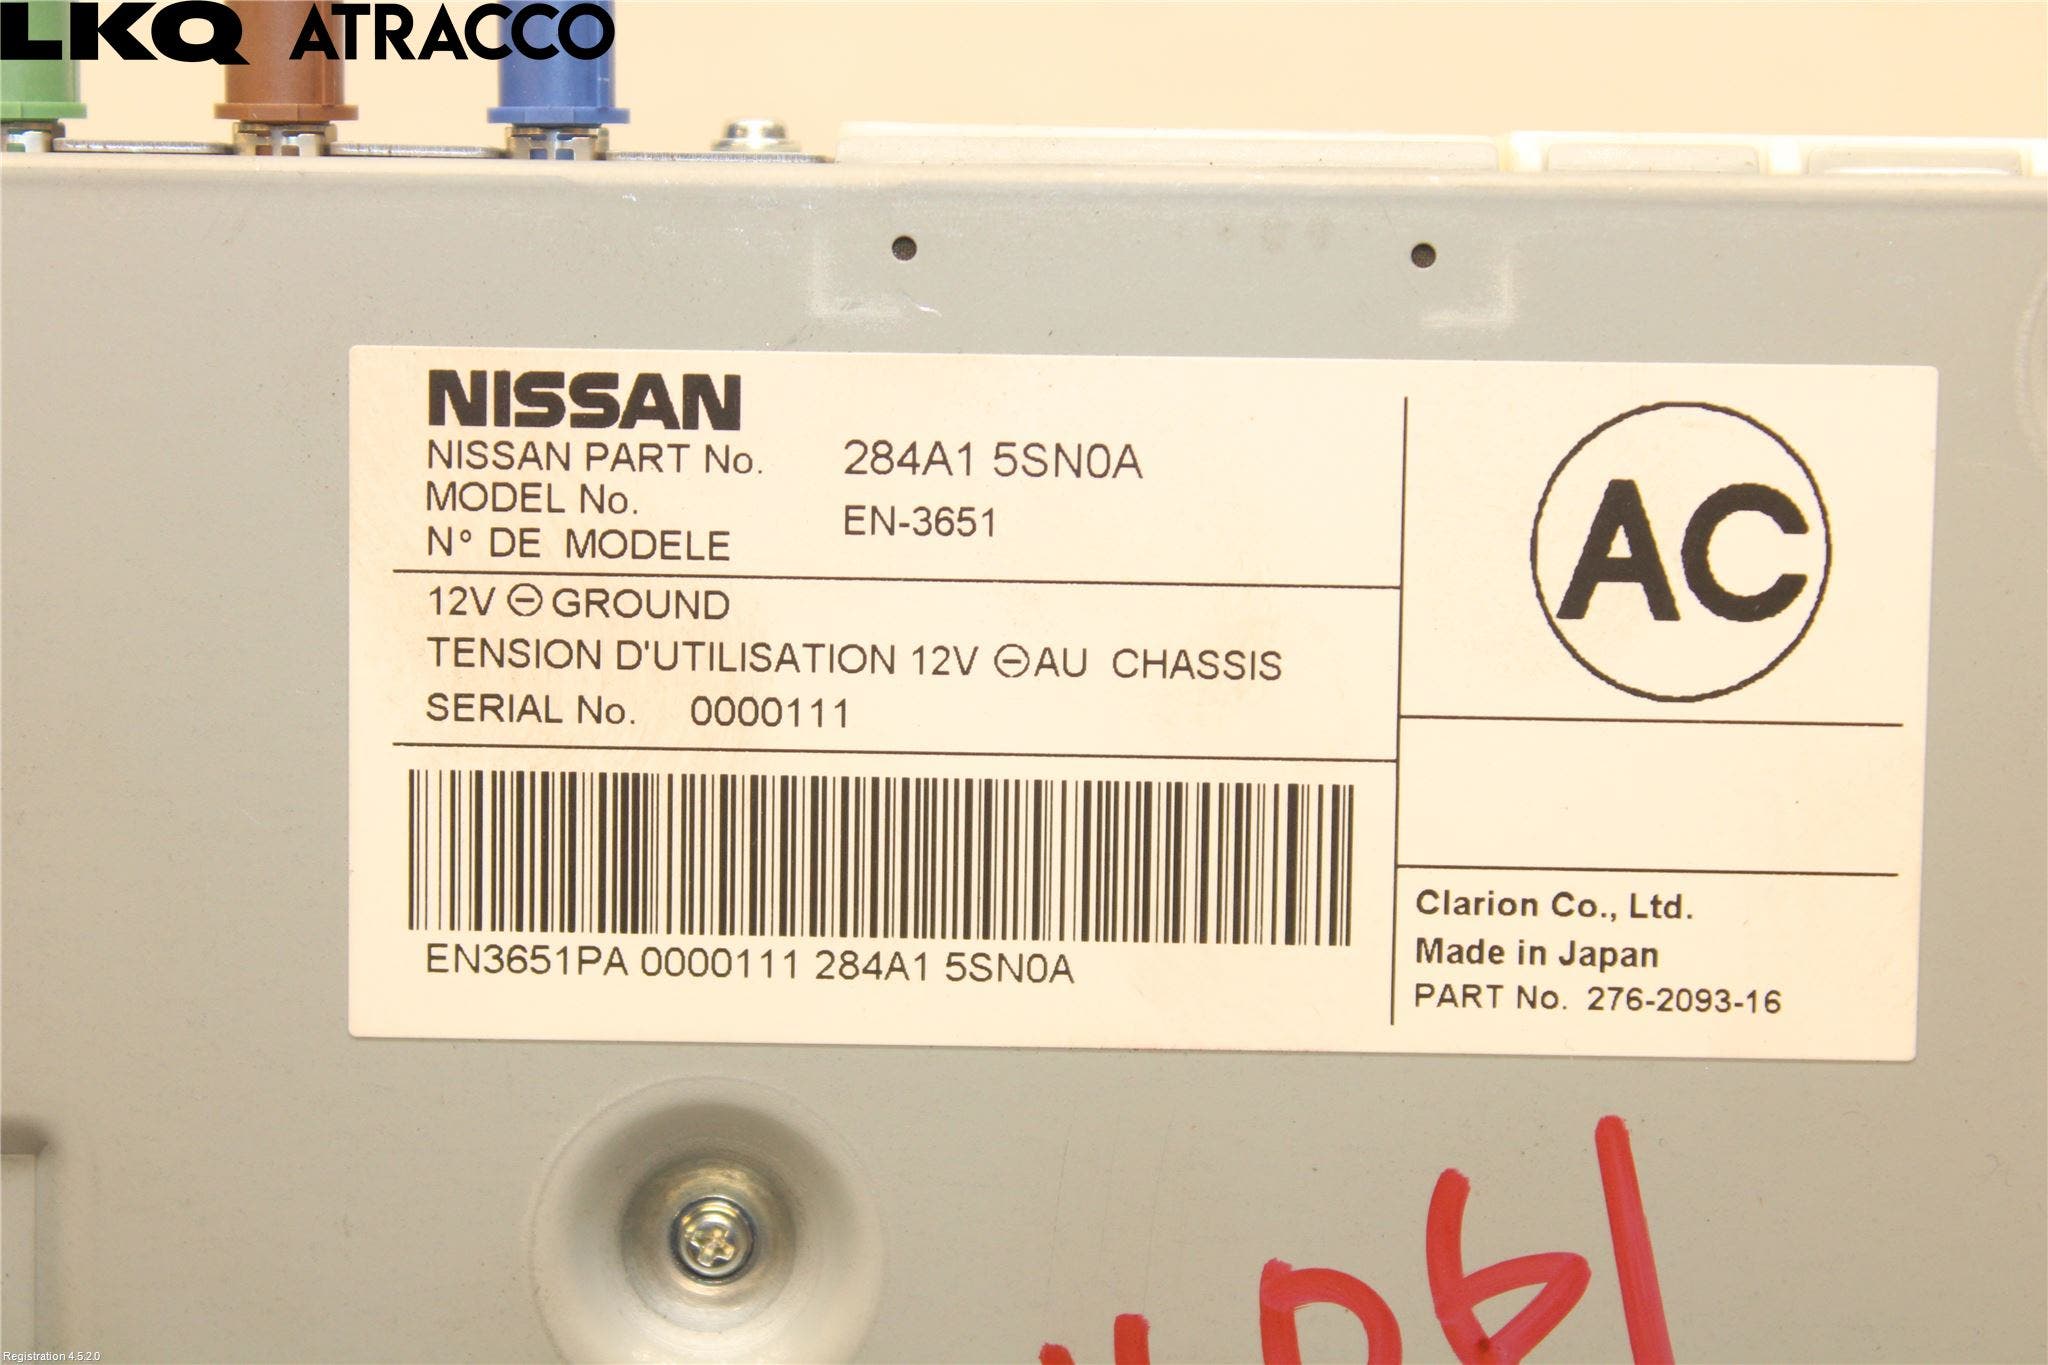 LKQ ATRACCO
NISSAN
NISSAN PART No. 284A1 5SN0A
MODEL No.
N° DE MODELE EN-3651
12V ⊖ GROUND
TENSION D'UTILISATION 12V ⊖ AU CHASSIS
SERIAL No. 0000111
EN3651PA 0000111 284A1 5SN0A
AC
Clarion Co., Ltd.
Made in Japan
PART No. 276-2093-16
Registration 4.5.2.0